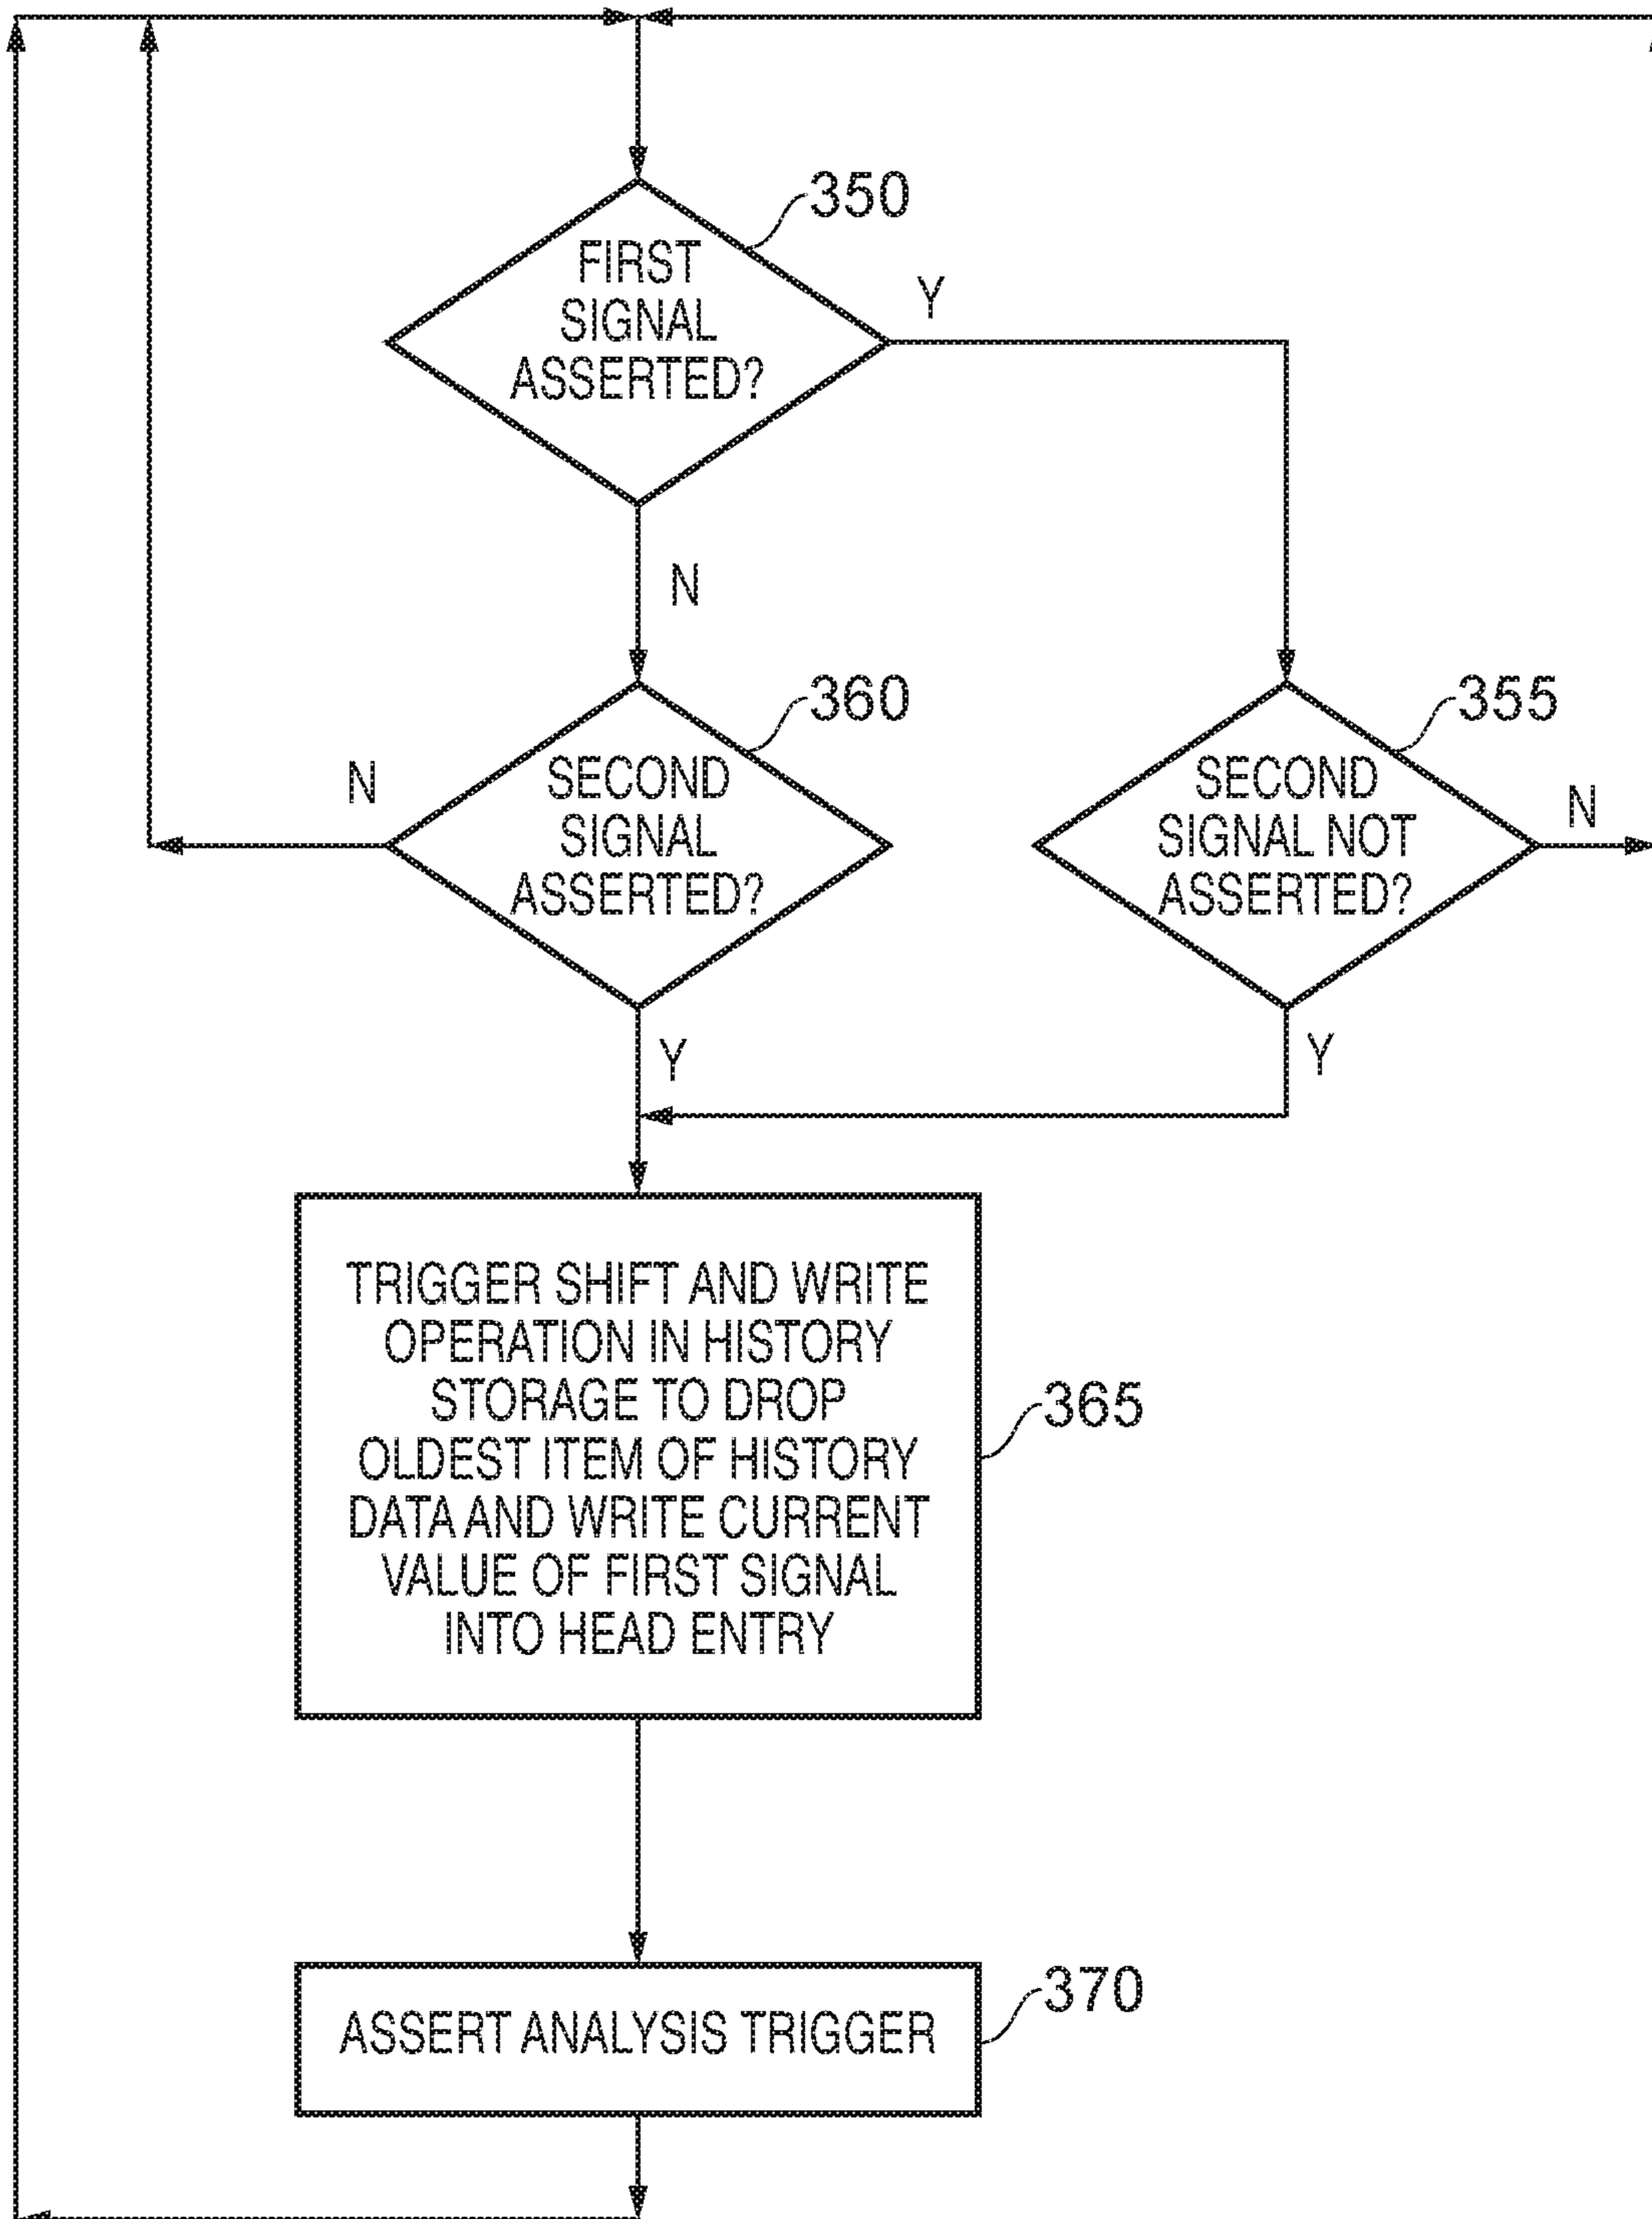 350
FIRST
SIGNAL
ASSERTED?
Y
N
360
SECOND
SIGNAL
ASSERTED?
N
Y
355
SECOND
SIGNAL NOT
ASSERTED?
N
Y
TRIGGER SHIFT AND WRITE
OPERATION IN HISTORY
STORAGE TO DROP
OLDEST ITEM OF HISTORY
DATA AND WRITE CURRENT
VALUE OF FIRST SIGNAL
INTO HEAD ENTRY
365
ASSERT ANALYSIS TRIGGER
370